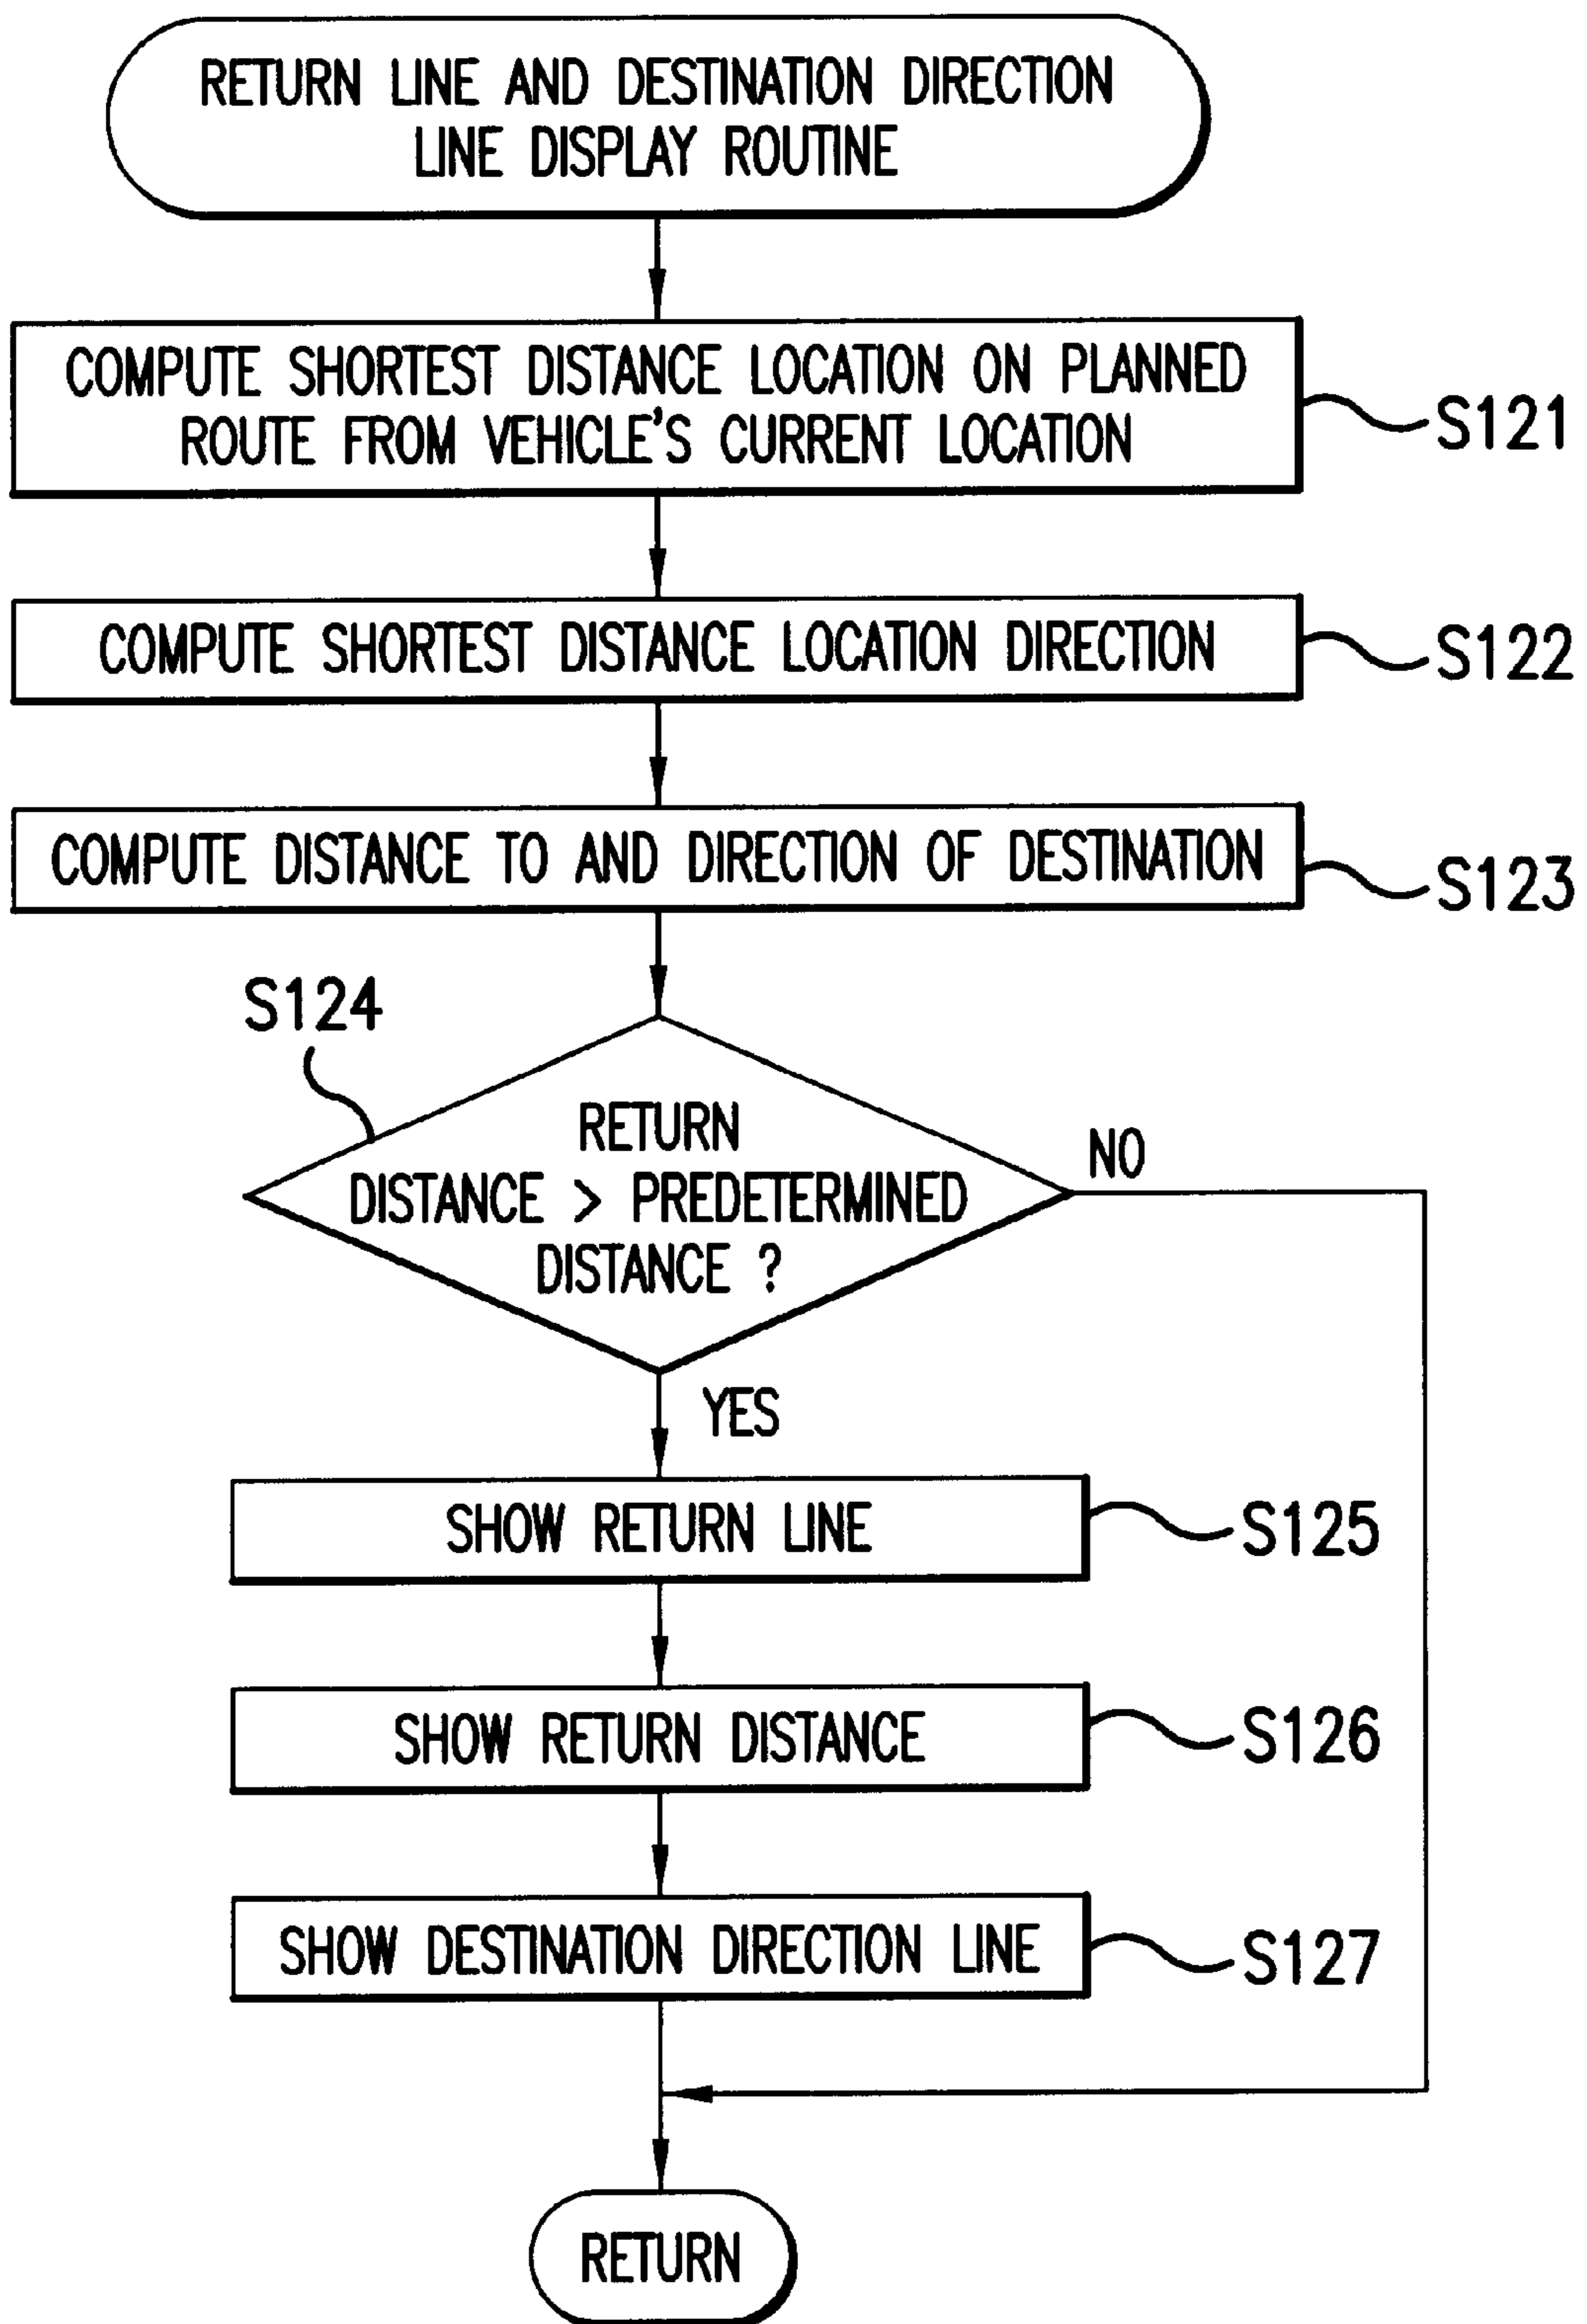 RETURN LINE AND DESTINATION DIRECTION
LINE DISPLAY ROUTINE
COMPUTE SHORTEST DISTANCE LOCATION ON PLANNED
ROUTE FROM VEHICLE'S CURRENT LOCATION
S121
COMPUTE SHORTEST DISTANCE LOCATION DIRECTION
S122
COMPUTE DISTANCE TO AND DIRECTION OF DESTINATION
S123
S124
RETURN
DISTANCE > PREDETERMINED
DISTANCE ?
NO
YES
SHOW RETURN LINE
S125
SHOW RETURN DISTANCE
S126
SHOW DESTINATION DIRECTION LINE
S127
RETURN